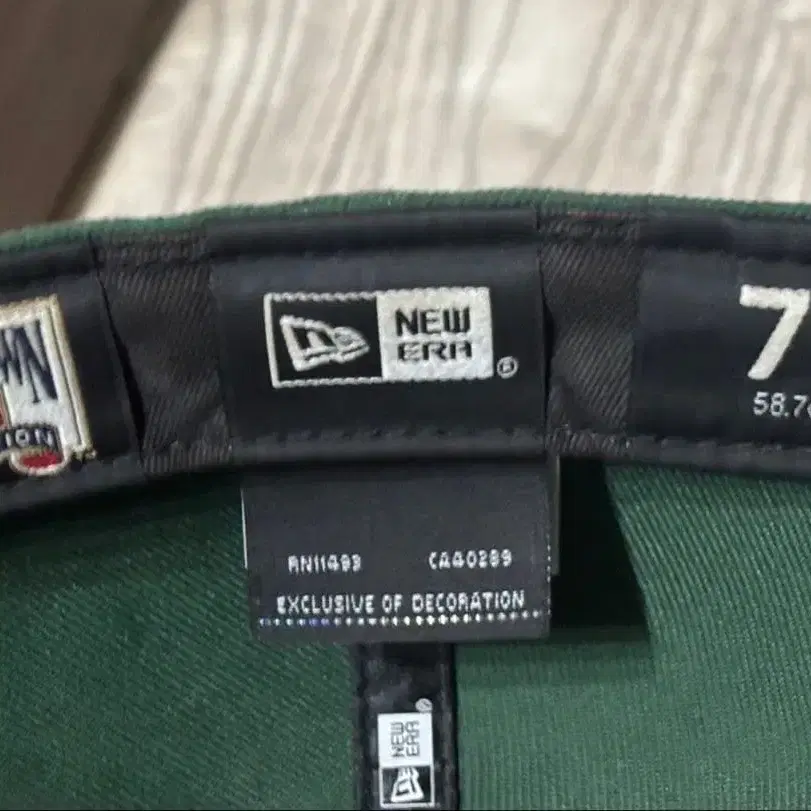 NEW
ERA
®
7
58.7
RN11493 CA40289
EXCLUSIVE OF DECORATION
NEW
ERA
®